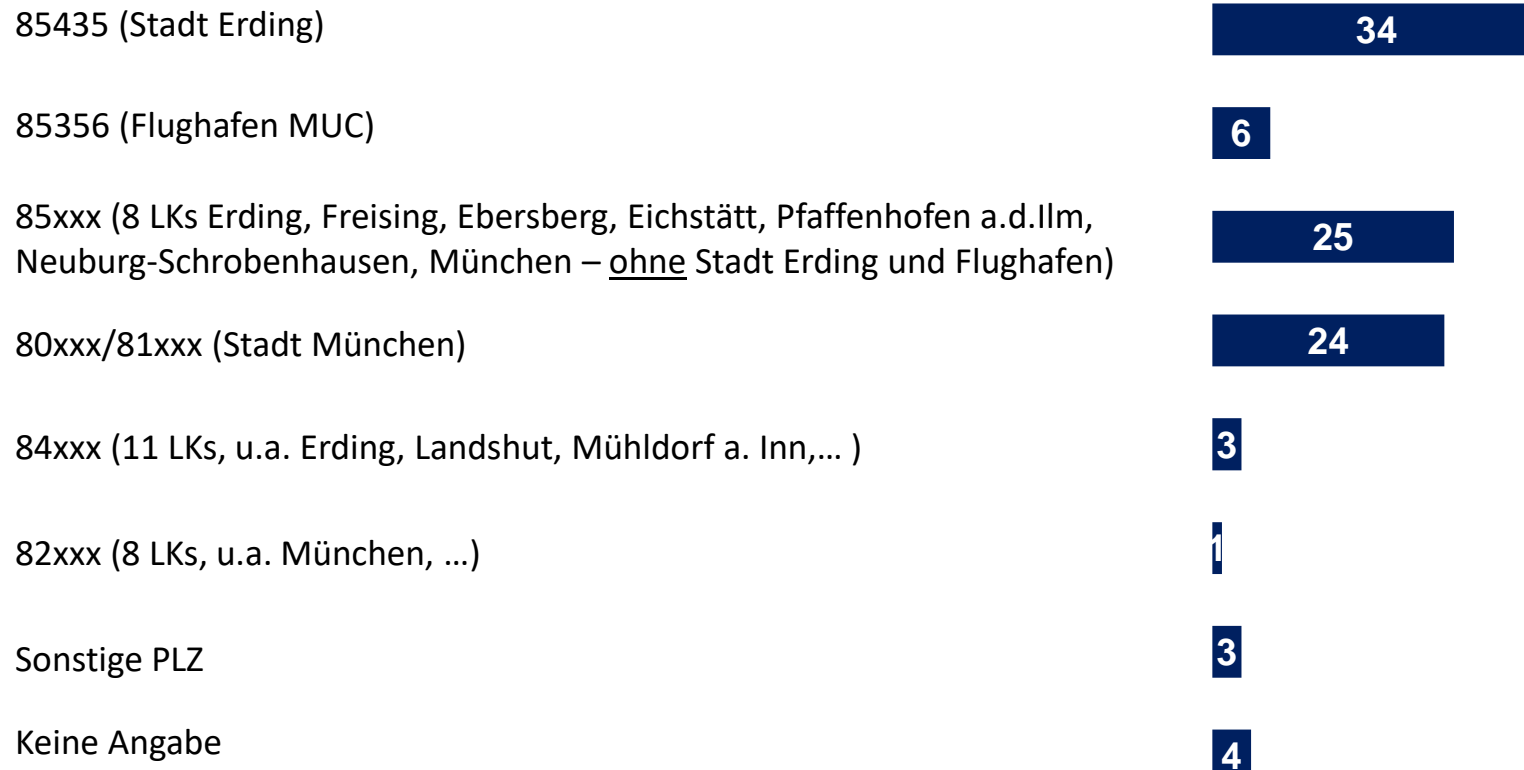 85435 (Stadt Erding)
34
85356 (Flughafen MUC)
6
85xxx (8 LKs Erding, Freising, Ebersberg, Eichstätt, Pfaffenhofen a.d.Ilm,
Neuburg-Schrobenhausen, München – ohne Stadt Erding und Flughafen)
25
80xxx/81xxx (Stadt München)
24
84xxx (11 LKs, u.a. Erding, Landshut, Mühldorf a. Inn,… )
3
82xxx (8 LKs, u.a. München, …)
1
Sonstige PLZ
3
Keine Angabe
4